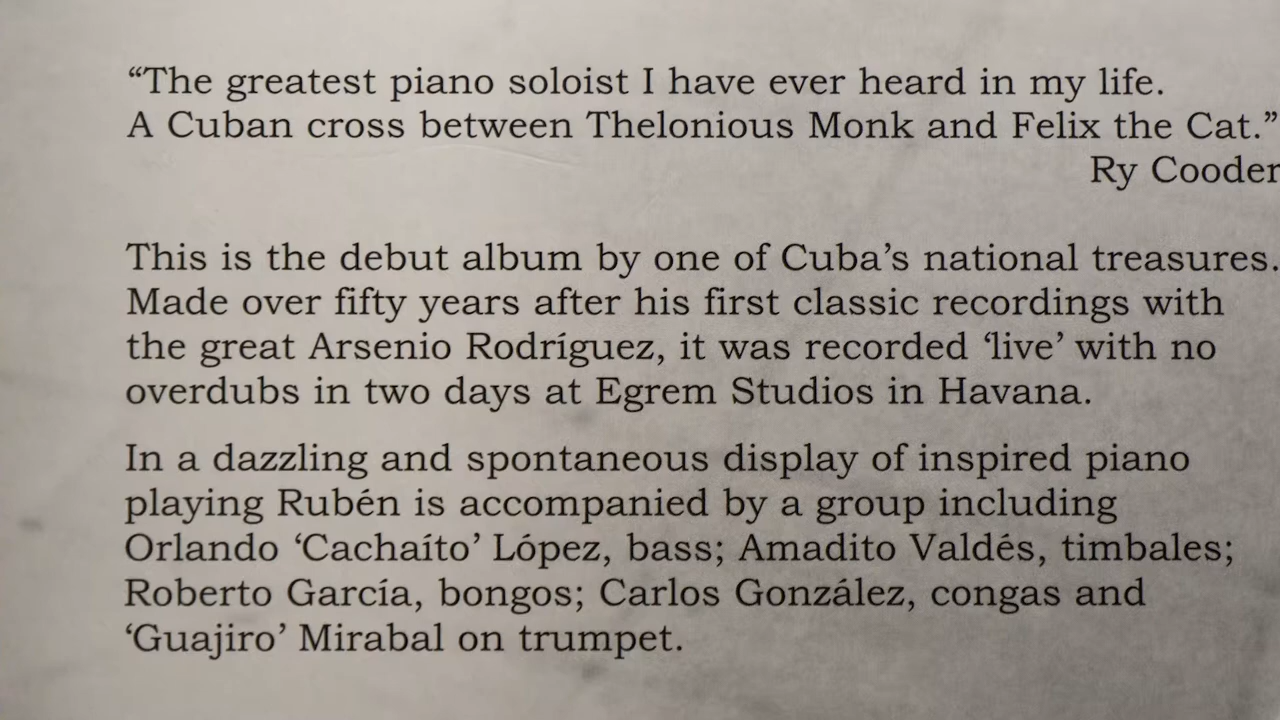 “The greatest piano soloist I have ever heard in my life.
A Cuban cross between Thelonious Monk and Felix the Cat.”
Ry Cooder
This is the debut album by one of Cuba’s national treasures.
Made over fifty years after his first classic recordings with
the great Arsenio Rodríguez, it was recorded ‘live’ with no
overdubs in two days at Egrem Studios in Havana.
In a dazzling and spontaneous display of inspired piano
playing Rubén is accompanied by a group including
Orlando ‘Cachaíto’ López, bass; Amadito Valdés, timbales;
Roberto García, bongos; Carlos González, congas and
‘Guajiro’ Mirabal on trumpet.